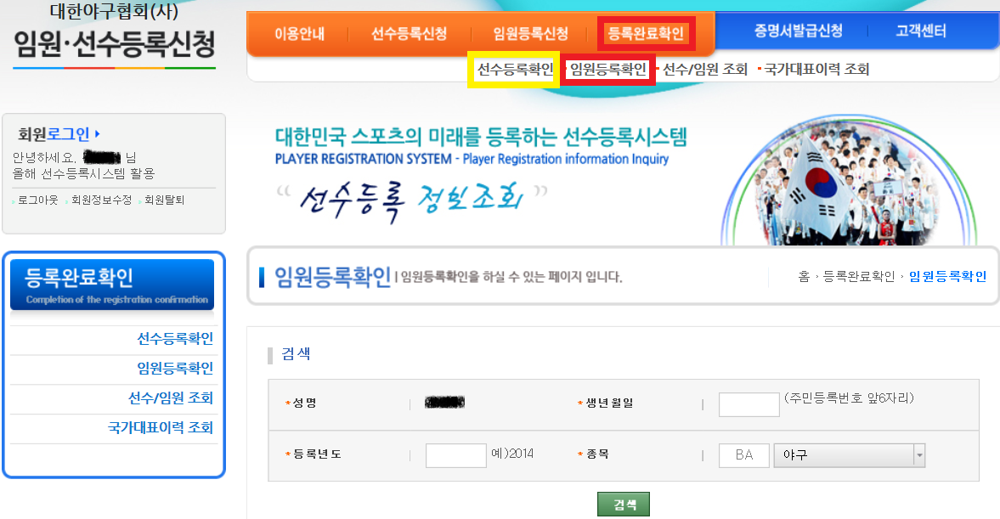 대한야구협회(사)
임원·선수등록신청
이용안내 선수등록신청 임원등록신청 등록완료확인 증명서발급신청 고객센터
선수등록확인 임원등록확인 선수/임원 조회 국가대표이력 조회
회원로그인
안녕하세요, 님
올해 선수등록시스템 활용
로그아웃 회원정보수정 회원탈퇴
대한민국 스포츠의 미래를 등록하는 선수등록시스템
PLAYER REGISTRATION SYSTEM - Player Registration information Inquiry
“ 선수등록 정보조회 ”
등록완료확인
Completion of the registration confirmation
선수등록확인
임원등록확인
선수/임원 조회
국가대표이력 조회
임원등록확인 | 임원등록확인을 하실 수 있는 페이지 입니다.
홈 › 등록완료확인 › 임원등록확인
검색
*성명 | *생년월일 | (주민등록번호 앞6자리)
*등록년도 | 예)2014 *종목 | BA 야구
검색